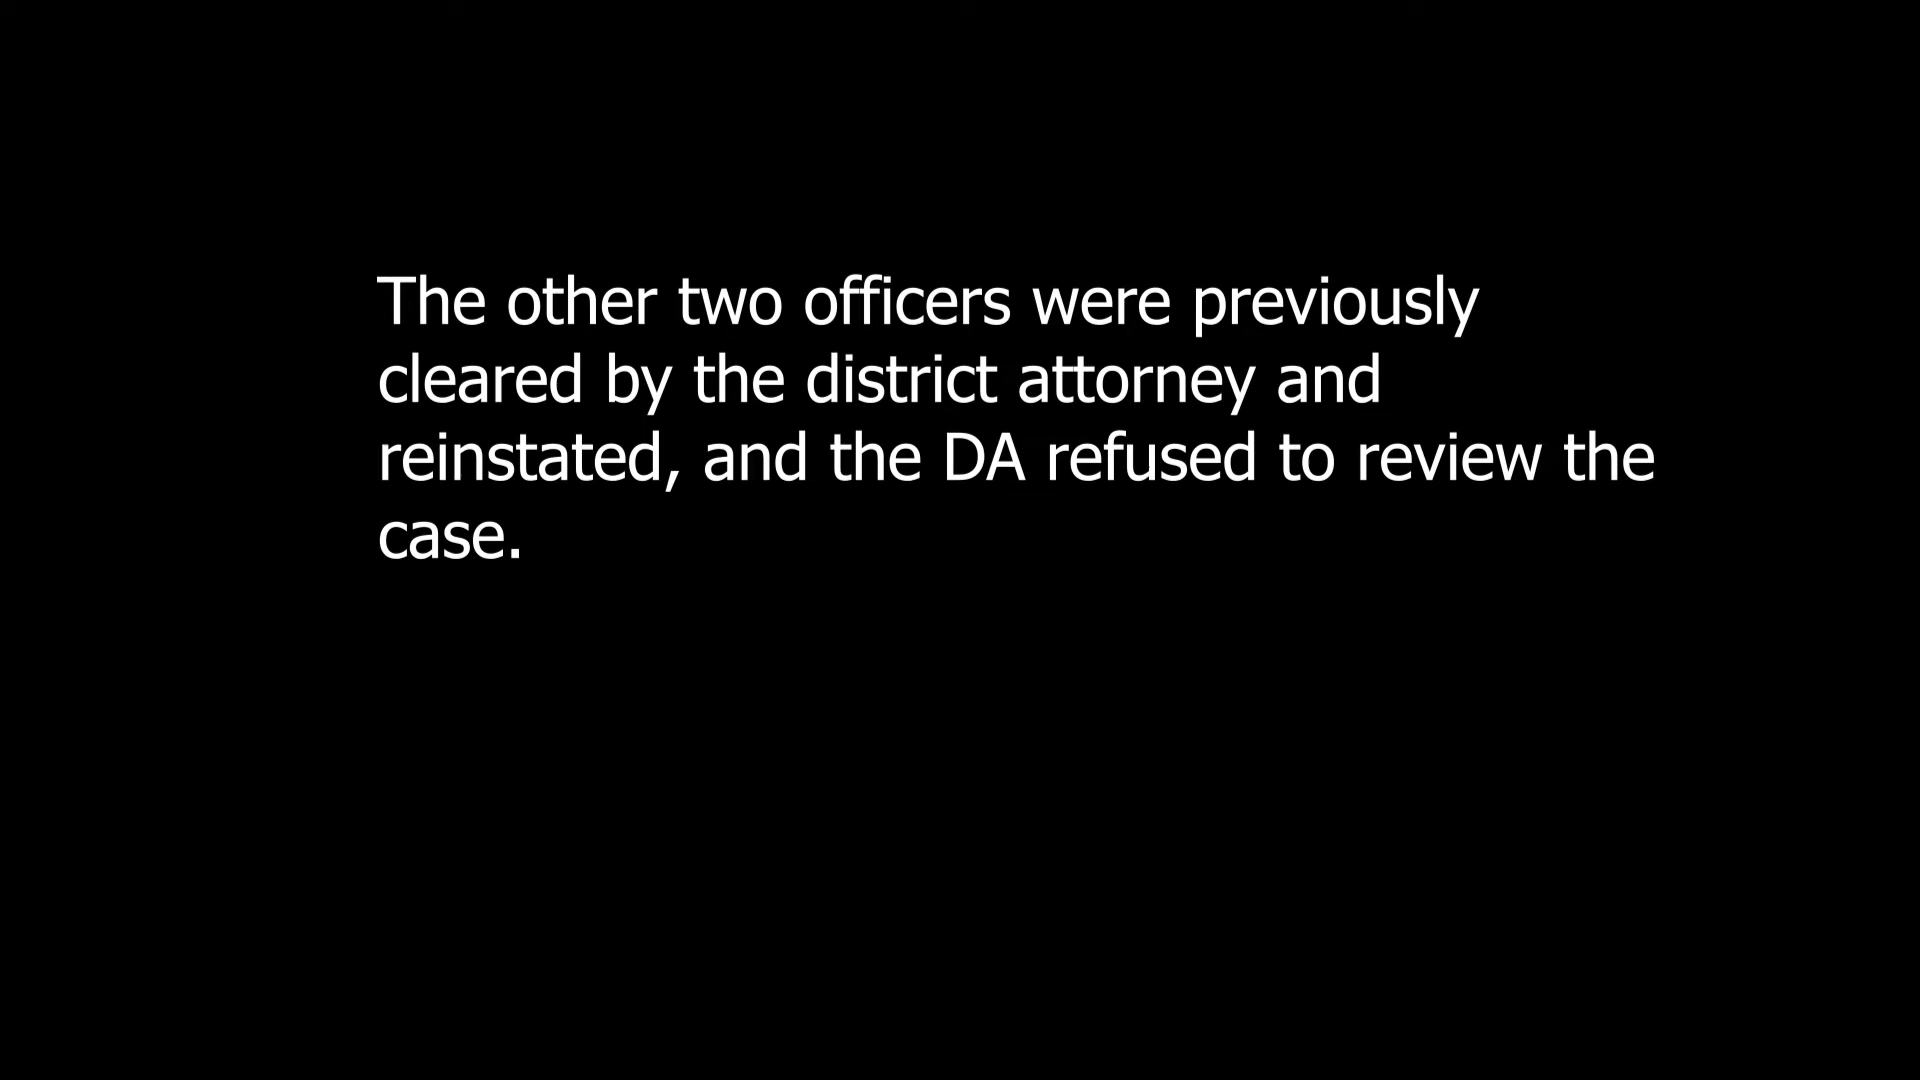 The other two officers were previously
cleared by the district attorney and
reinstated, and the DA refused to review the
case.